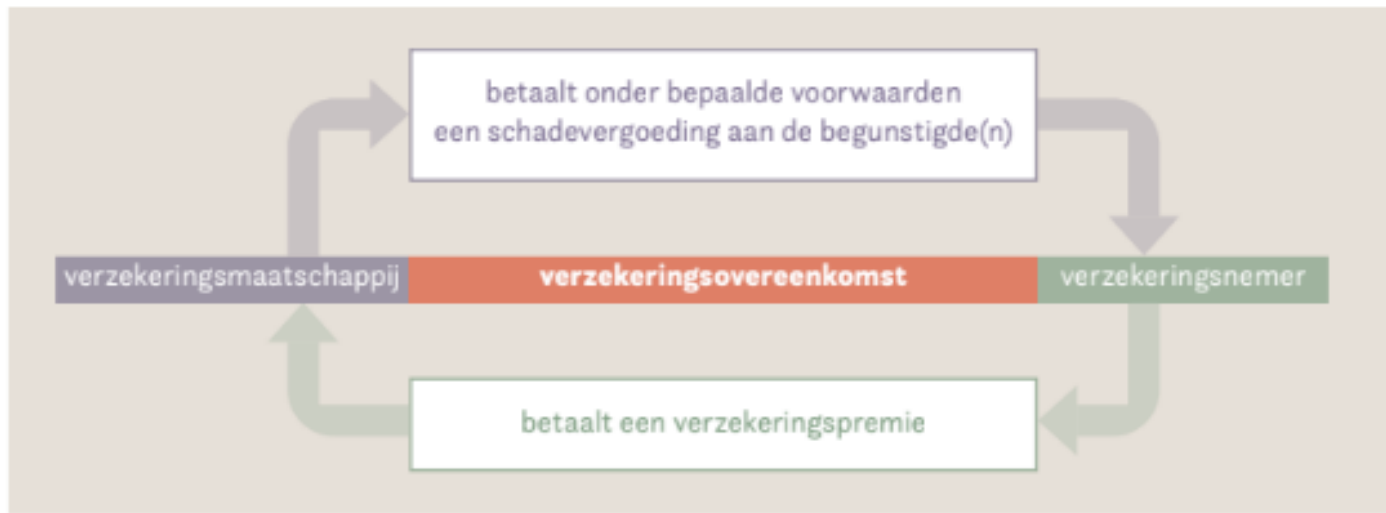 betaalt onder bepaalde voorwaarden
een schadevergoeding aan de begunstigde(n)
verzekeringsmaatschappij
verzekeringsovereenkomst
verzekeringsnemer
betaalt een verzekeringspremie